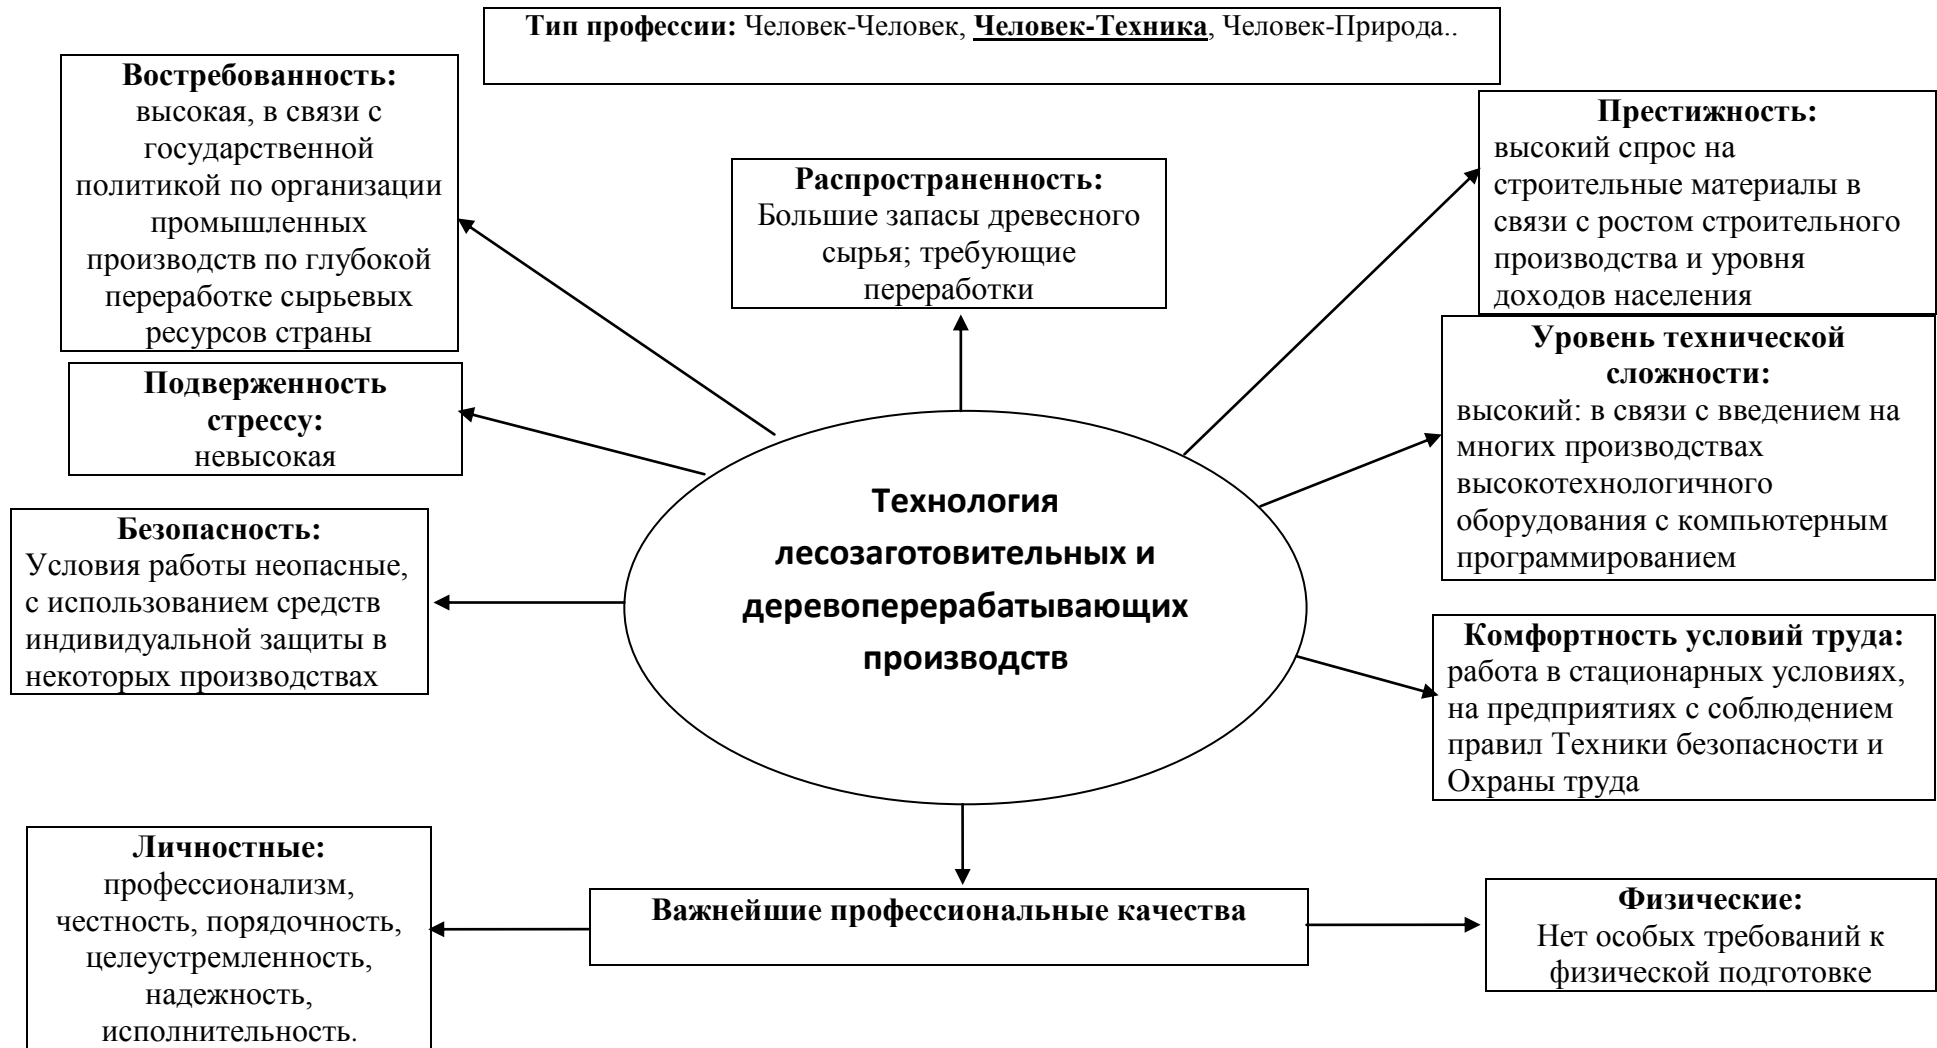 Тип профессии: Человек-Человек, Человек-Техника, Человек-Природа..
Востребованность:
высокая, в связи с
государственной
политикой по организации
промышленных
производств по глубокой
переработке сырьевых
ресурсов страны
Распространенность:
Большие запасы древесного
сырья; требующие
переработки
Престижность:
высокий спрос на
строительные материалы в
связи с ростом строительного
производства и уровня
доходов населения
Подверженность
стрессу:
невысокая
Уровень технической
сложности:
высокий: в связи с введением на
многих производствах
высокотехнологичного
оборудования с компьютерным
программированием
Технология
лесозаготовительных и
деревоперерабатывающих
производств
Безопасность:
Условия работы неопасные,
с использованием средств
индивидуальной защиты в
некоторых производствах
Комфортность условий труда:
работа в стационарных условиях,
на предприятиях с соблюдением
правил Техники безопасности и
Охраны труда
Личностные:
профессионализм,
честность, порядочность,
целеустремленность,
надежность,
исполнительность.
Важнейшие профессиональные качества
Физические:
Нет особых требований к
физической подготовке